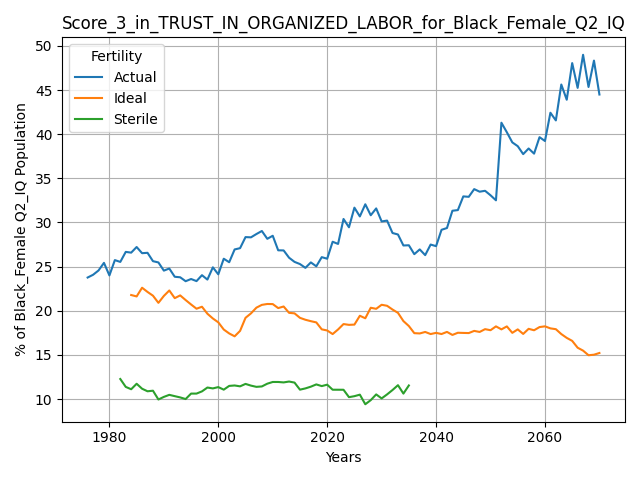 Score_3_in_TRUST_IN_ORGANIZED_LABOR_for_Black_Female_Q2_IQ
Fertility
Actual
Ideal
Sterile
% of Black_Female Q2_IQ Population
50
45
40
35
30
25
20
15
10
1980
2000
2020
2040
2060
Years